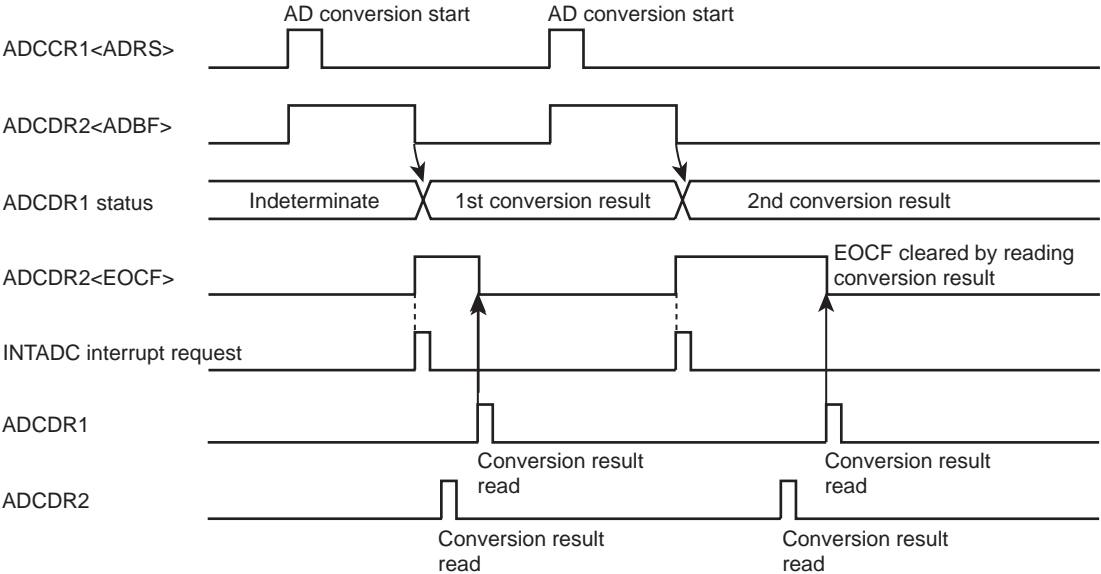 AD conversion start
AD conversion start
ADCCR1<ADRS>
ADCDR2<ADBF>
ADCDR1 status
Indeterminate
1st conversion result
2nd conversion result
ADCDR2<EOCF>
EOCF cleared by reading
conversion result
INTADC interrupt request
ADCDR1
Conversion result
read
Conversion result
read
ADCDR2
Conversion result
read
Conversion result
read